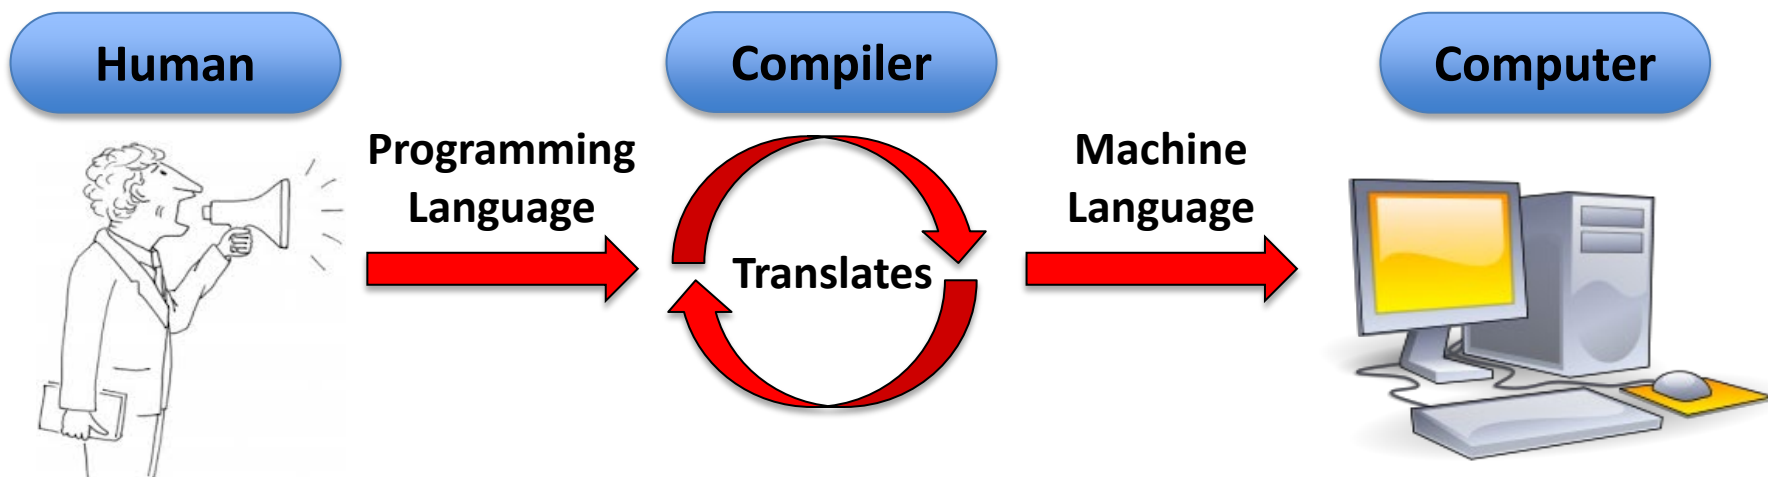 Human
Compiler
Computer
Programming
Language
Translates
Machine
Language